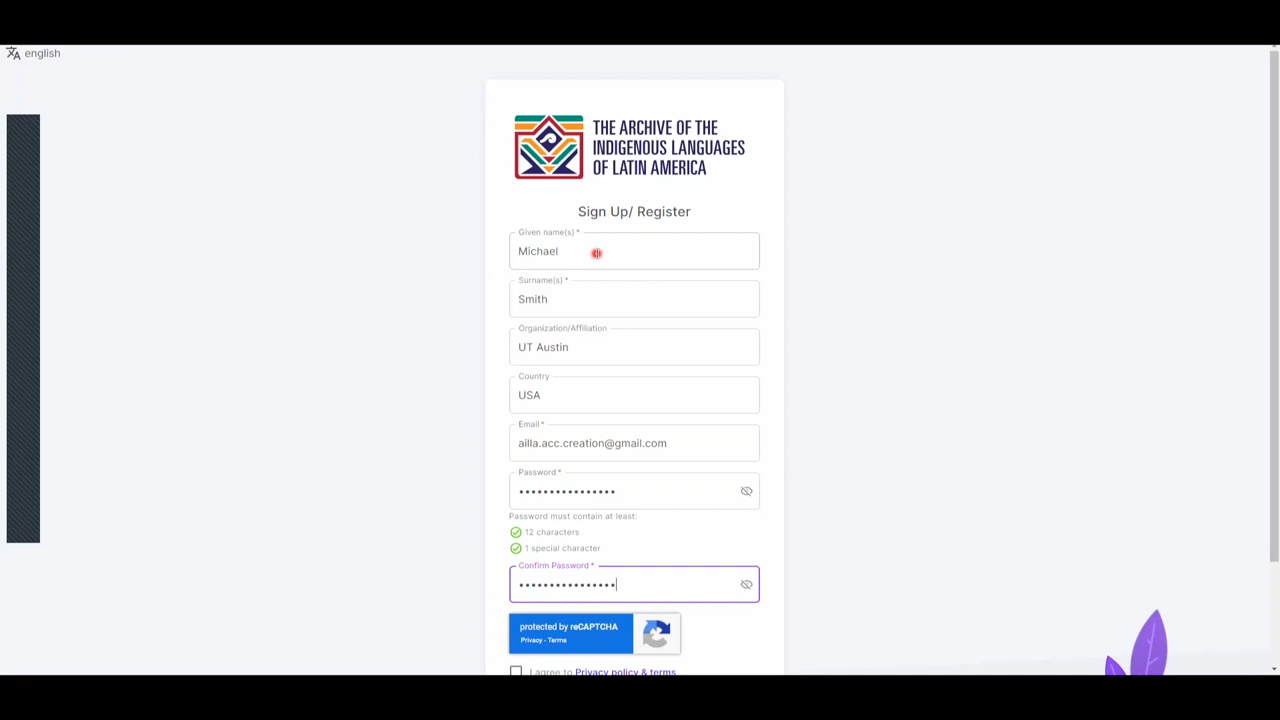 english
THE ARCHIVE OF THE
INDIGENOUS LANGUAGES
OF LATIN AMERICA
Sign Up/ Register
Given name(s) *
Michael
Surname(s) *
Smith
Organization/Affiliation
UT Austin
Country
USA
Email *
ailla.acc.creation@gmail.com
Password *
••••••••••••••••
Password must contain at least:
12 characters
1 special character
Confirm Password *
••••••••••••••••
protected by reCAPTCHA
Privacy - Terms
I agree to Privacy policy & terms